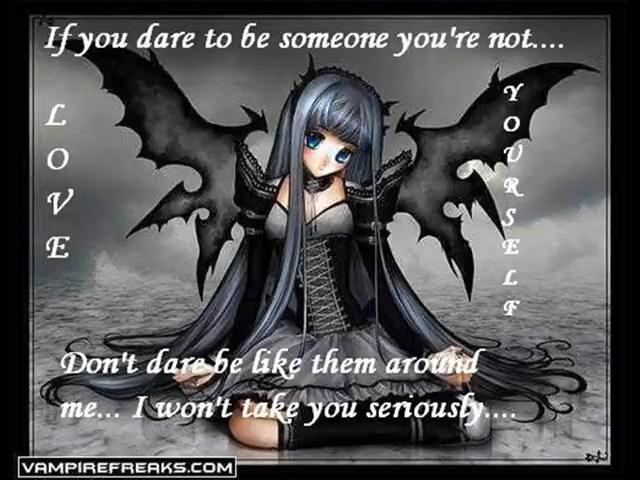 If you dare to be someone you're not....
LOVE
YOURSELF
Don't dare be like them around
me... I won't take you seriously....
VAMPIREFREAKS.COM